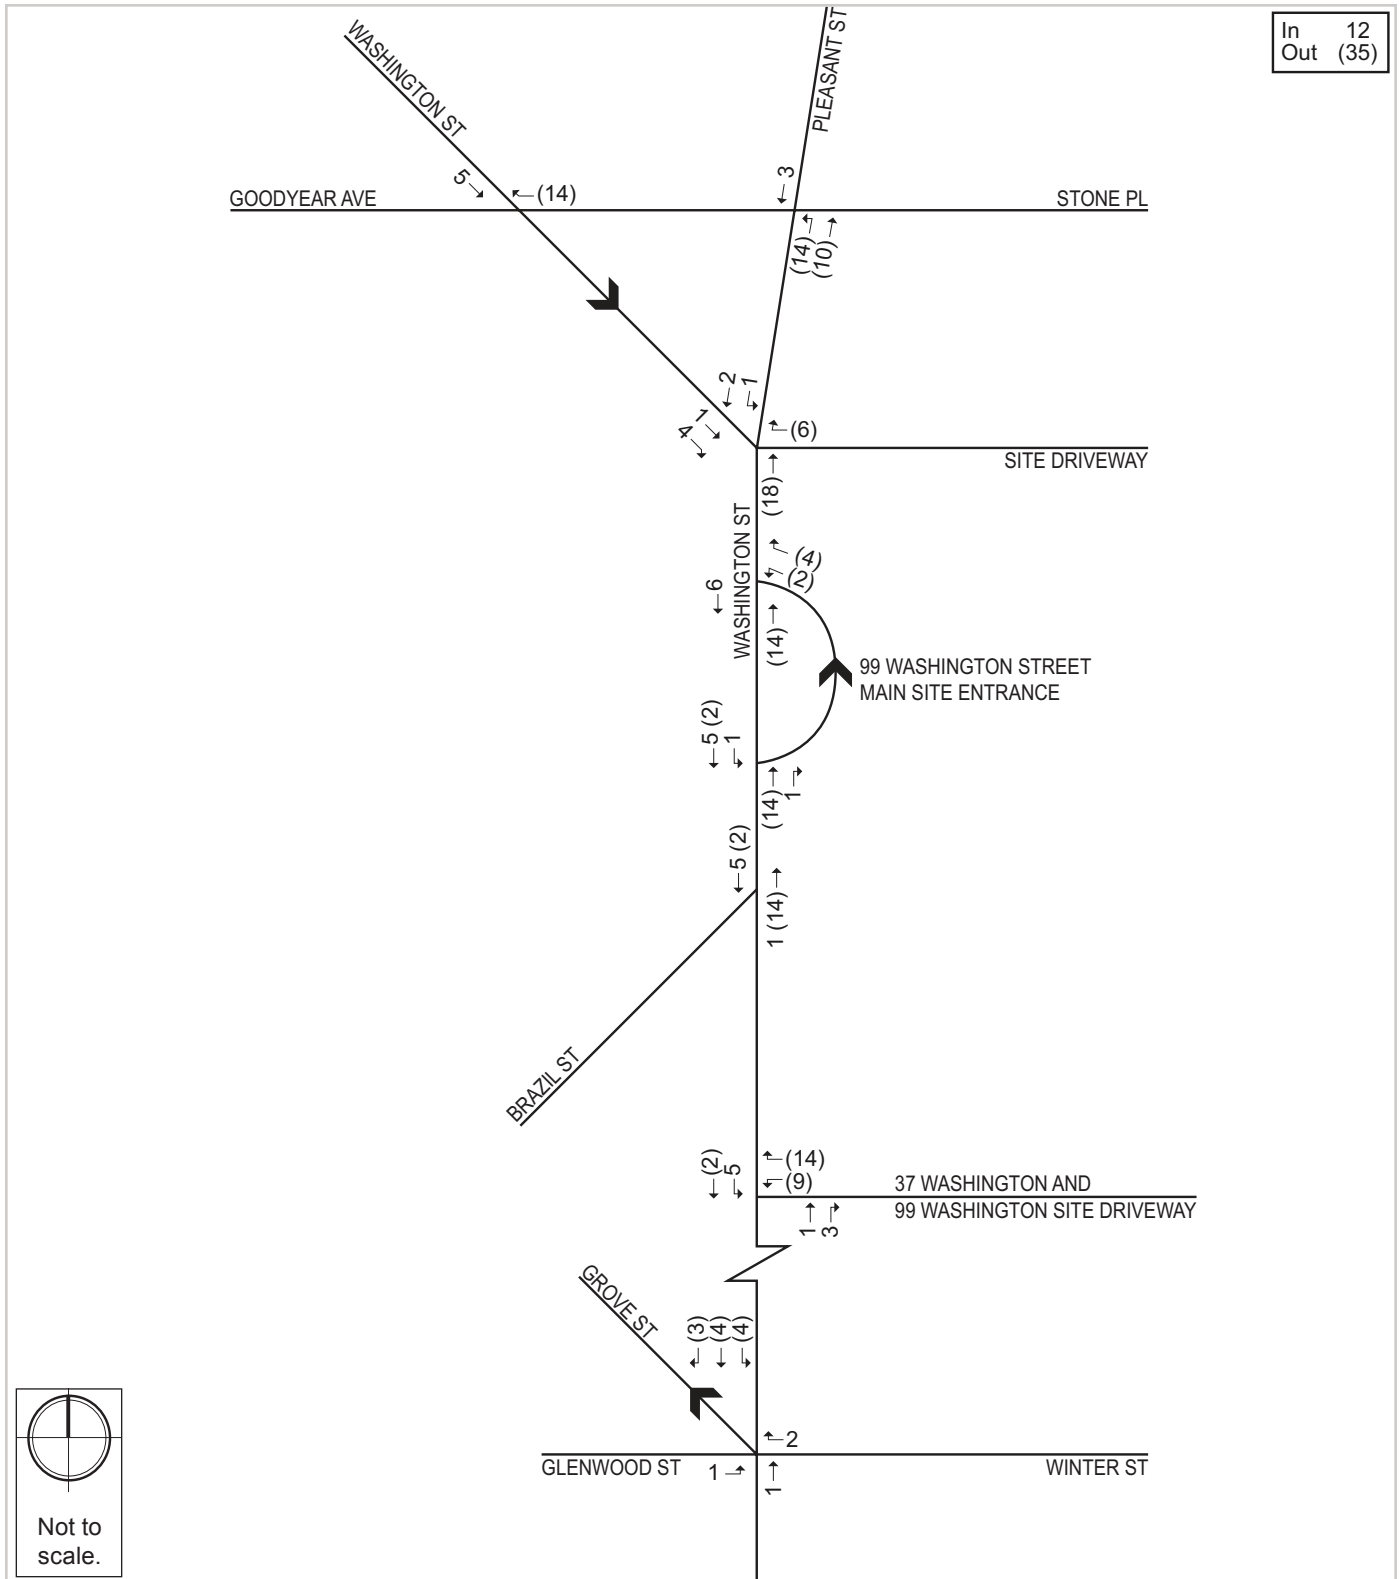 In 12
Out (35)
WASHINGTON ST
PLEASANT ST
5
(14)
3
GOODYEAR AVE
STONE PL
(14)
(10)
2
1
1
4
(6)
SITE DRIVEWAY
(18)
WASHINGTON ST
(4)
(2)
6
(14)
99 WASHINGTON STREET
MAIN SITE ENTRANCE
5 (2)
1
(14)
1
5 (2)
1 (14)
BRAZIL ST
(2)
5
(14)
(9)
37 WASHINGTON AND
99 WASHINGTON SITE DRIVEWAY
1
3
GROVE ST
(3)
(4)
(4)
2
GLENWOOD ST
WINTER ST
1
1
Not to
scale.